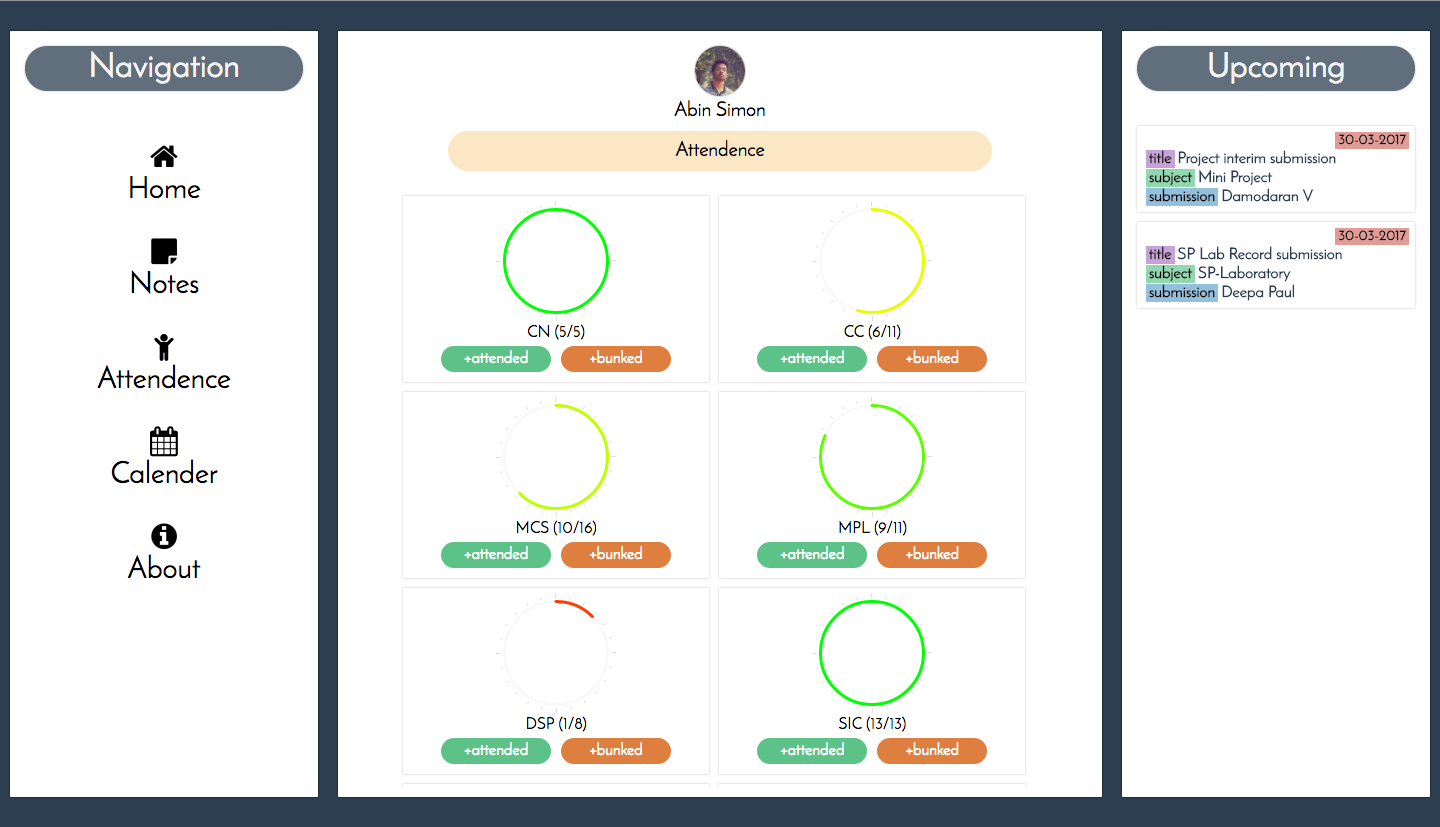 Navigation
Home
Notes
Attendence
Calender
About
Abin Simon
Attendence
CN (5/5)
+attended +bunked
CC (6/11)
+attended +bunked
MCS (10/16)
+attended +bunked
MPL (9/11)
+attended +bunked
DSP (1/8)
+attended +bunked
SIC (13/13)
+attended +bunked
Upcoming
30-03-2017
title Project interim submission
subject Mini Project
submission Damodaran V
30-03-2017
title SP Lab Record submission
subject SP-Laboratory
submission Deepa Paul